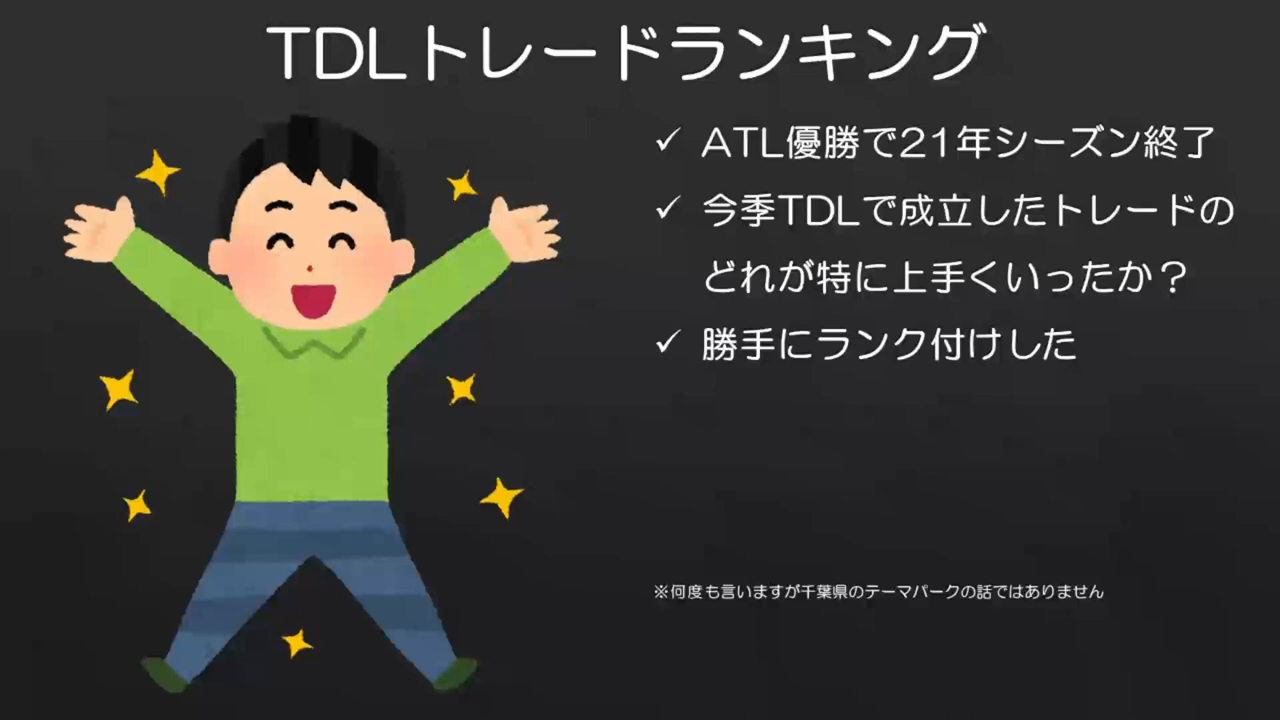 TDLトレードランキング
✓ ATL優勝で21年シーズン終了
✓ 今季TDLで成立したトレードの
どれが特に上手くいったか？
✓ 勝手にランク付けした
※何度も言いますが千葉県のテーマパークの話ではありません